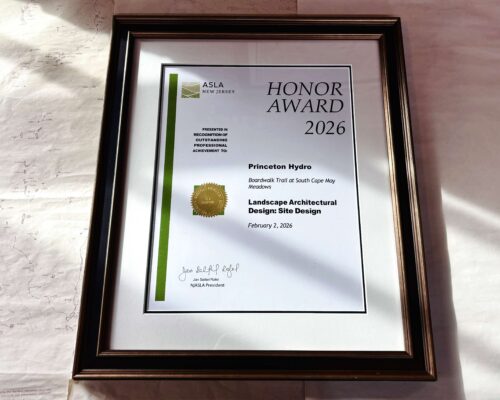 ASLA
NEW JERSEY
HONOR
AWARD
2026
PRESENTED IN
RECOGNITION OF
OUTSTANDING
PROFESSIONAL
ACHIEVEMENT TO:
Princeton Hydro
Boardwalk Trail at South Cape May
Meadows
Landscape Architectural
Design: Site Design
February 2, 2026
NJASLA President